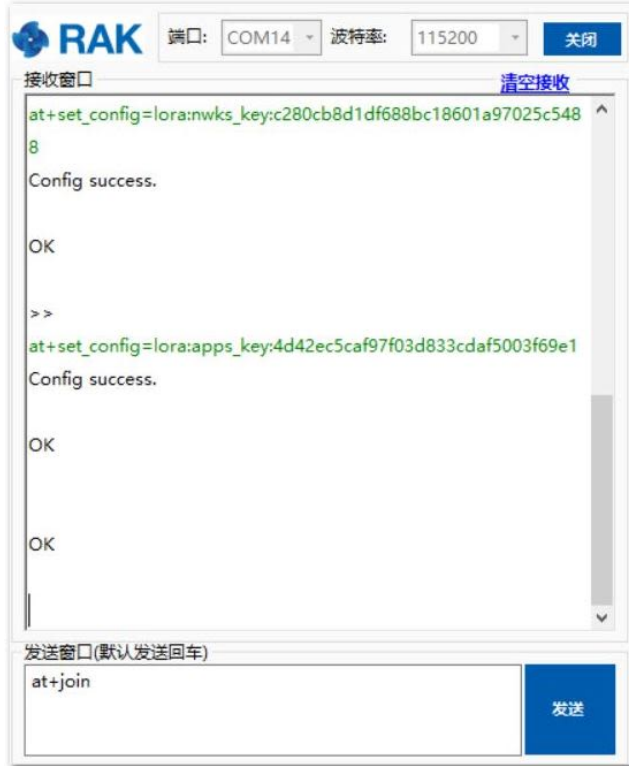 RAK 端口: COM14 波特率: 115200 关闭
接收窗口 清空接收
at+set_config=lora:nwks_key:c280cb8d1df688bc18601a97025c548
8
Config success.
OK
>>
at+set_config=lora:apps_key:4d42ec5caf97f03d833cdaf5003f69e1
Config success.
OK
OK
发送窗口(默认发送回车)
at+join
发送